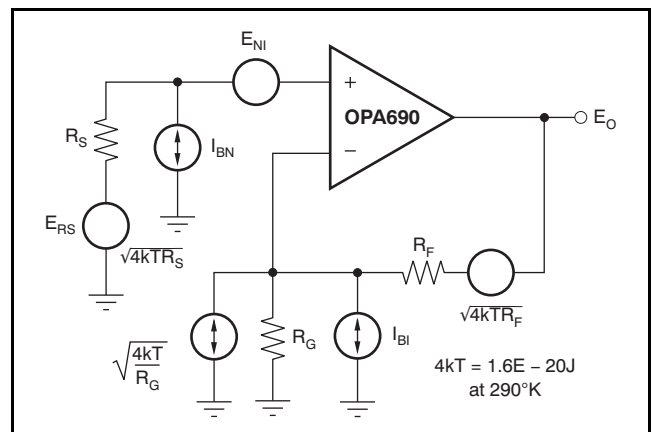 E_NI
+
OPA690
E_O
R_S
I_BN
−
E_RS
√4kTR_S
R_F
√4kTR_F
√4kT/R_G
R_G
I_BI
4kT = 1.6E − 20J
at 290°K